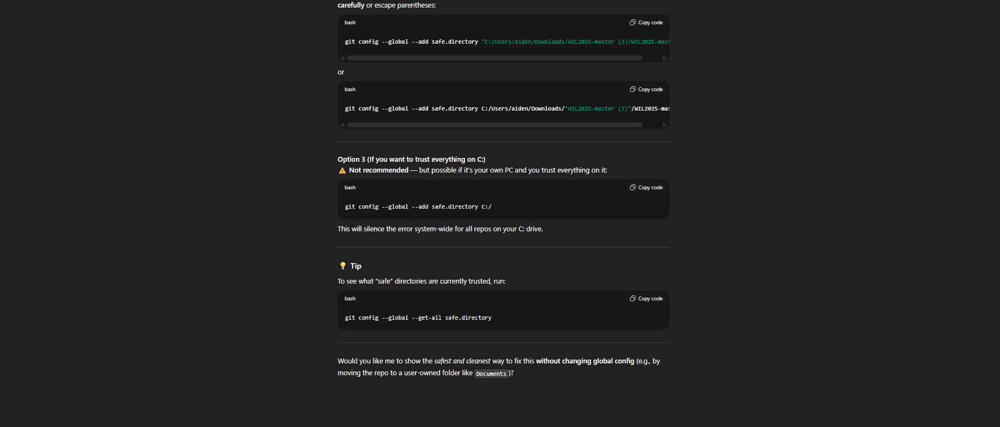 carefully or escape parentheses:
bash
Copy code
git config --global --add safe.directory "C:/Users/aiden/Downloads/WIL2025-master (3)/WIL2025-mast
or
bash
Copy code
git config --global --add safe.directory C:/Users/aiden/Downloads/"WIL2025-master (3)"/WIL2025-mas
Option 3 (If you want to trust everything on C:)
⚠️ Not recommended — but possible if it's your own PC and you trust everything on it:
bash
Copy code
git config --global --add safe.directory C:/
This will silence the error system-wide for all repos on your C: drive.
💡 Tip
To see what “safe” directories are currently trusted, run:
bash
Copy code
git config --global --get-all safe.directory
Would you like me to show the safest and cleanest way to fix this without changing global config (e.g., by
moving the repo to a user-owned folder like Documents)?